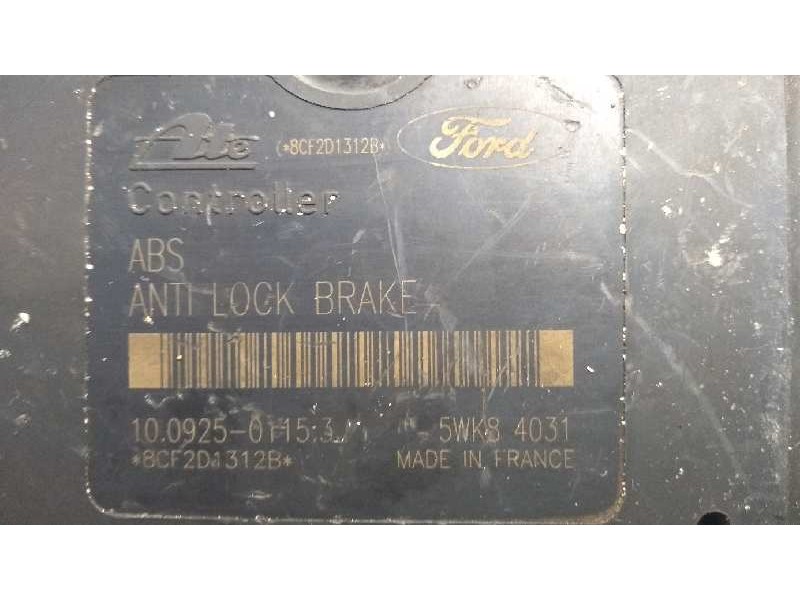 Ate (*8CF2D1312B* Ford
Controller
ABS
ANTI LOCK BRAKE
10.0925-0115.3 5WK8 4031
*8CF2D1312B* MADE IN FRANCE